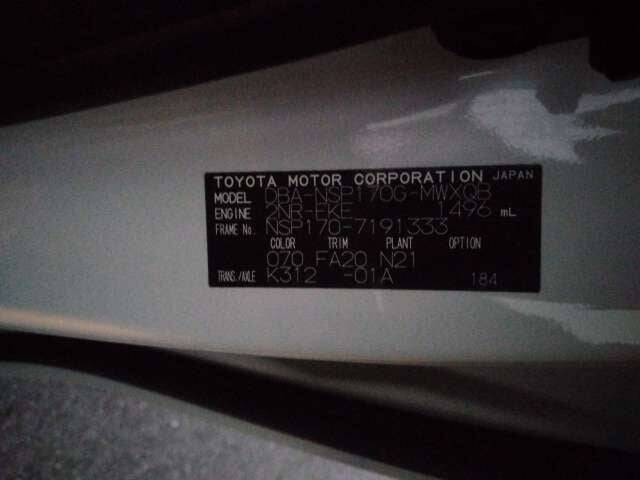 TOYOTA MOTOR CORPORATION JAPAN
MODEL DBA-NSP170G-MWXQB
ENGINE 2NR-FKE 1496 mL
FRAME No. NSP170-7191333
COLOR TRIM PLANT OPTION
070 FA20 N21
TRANS./AXLE K312 -01A 184